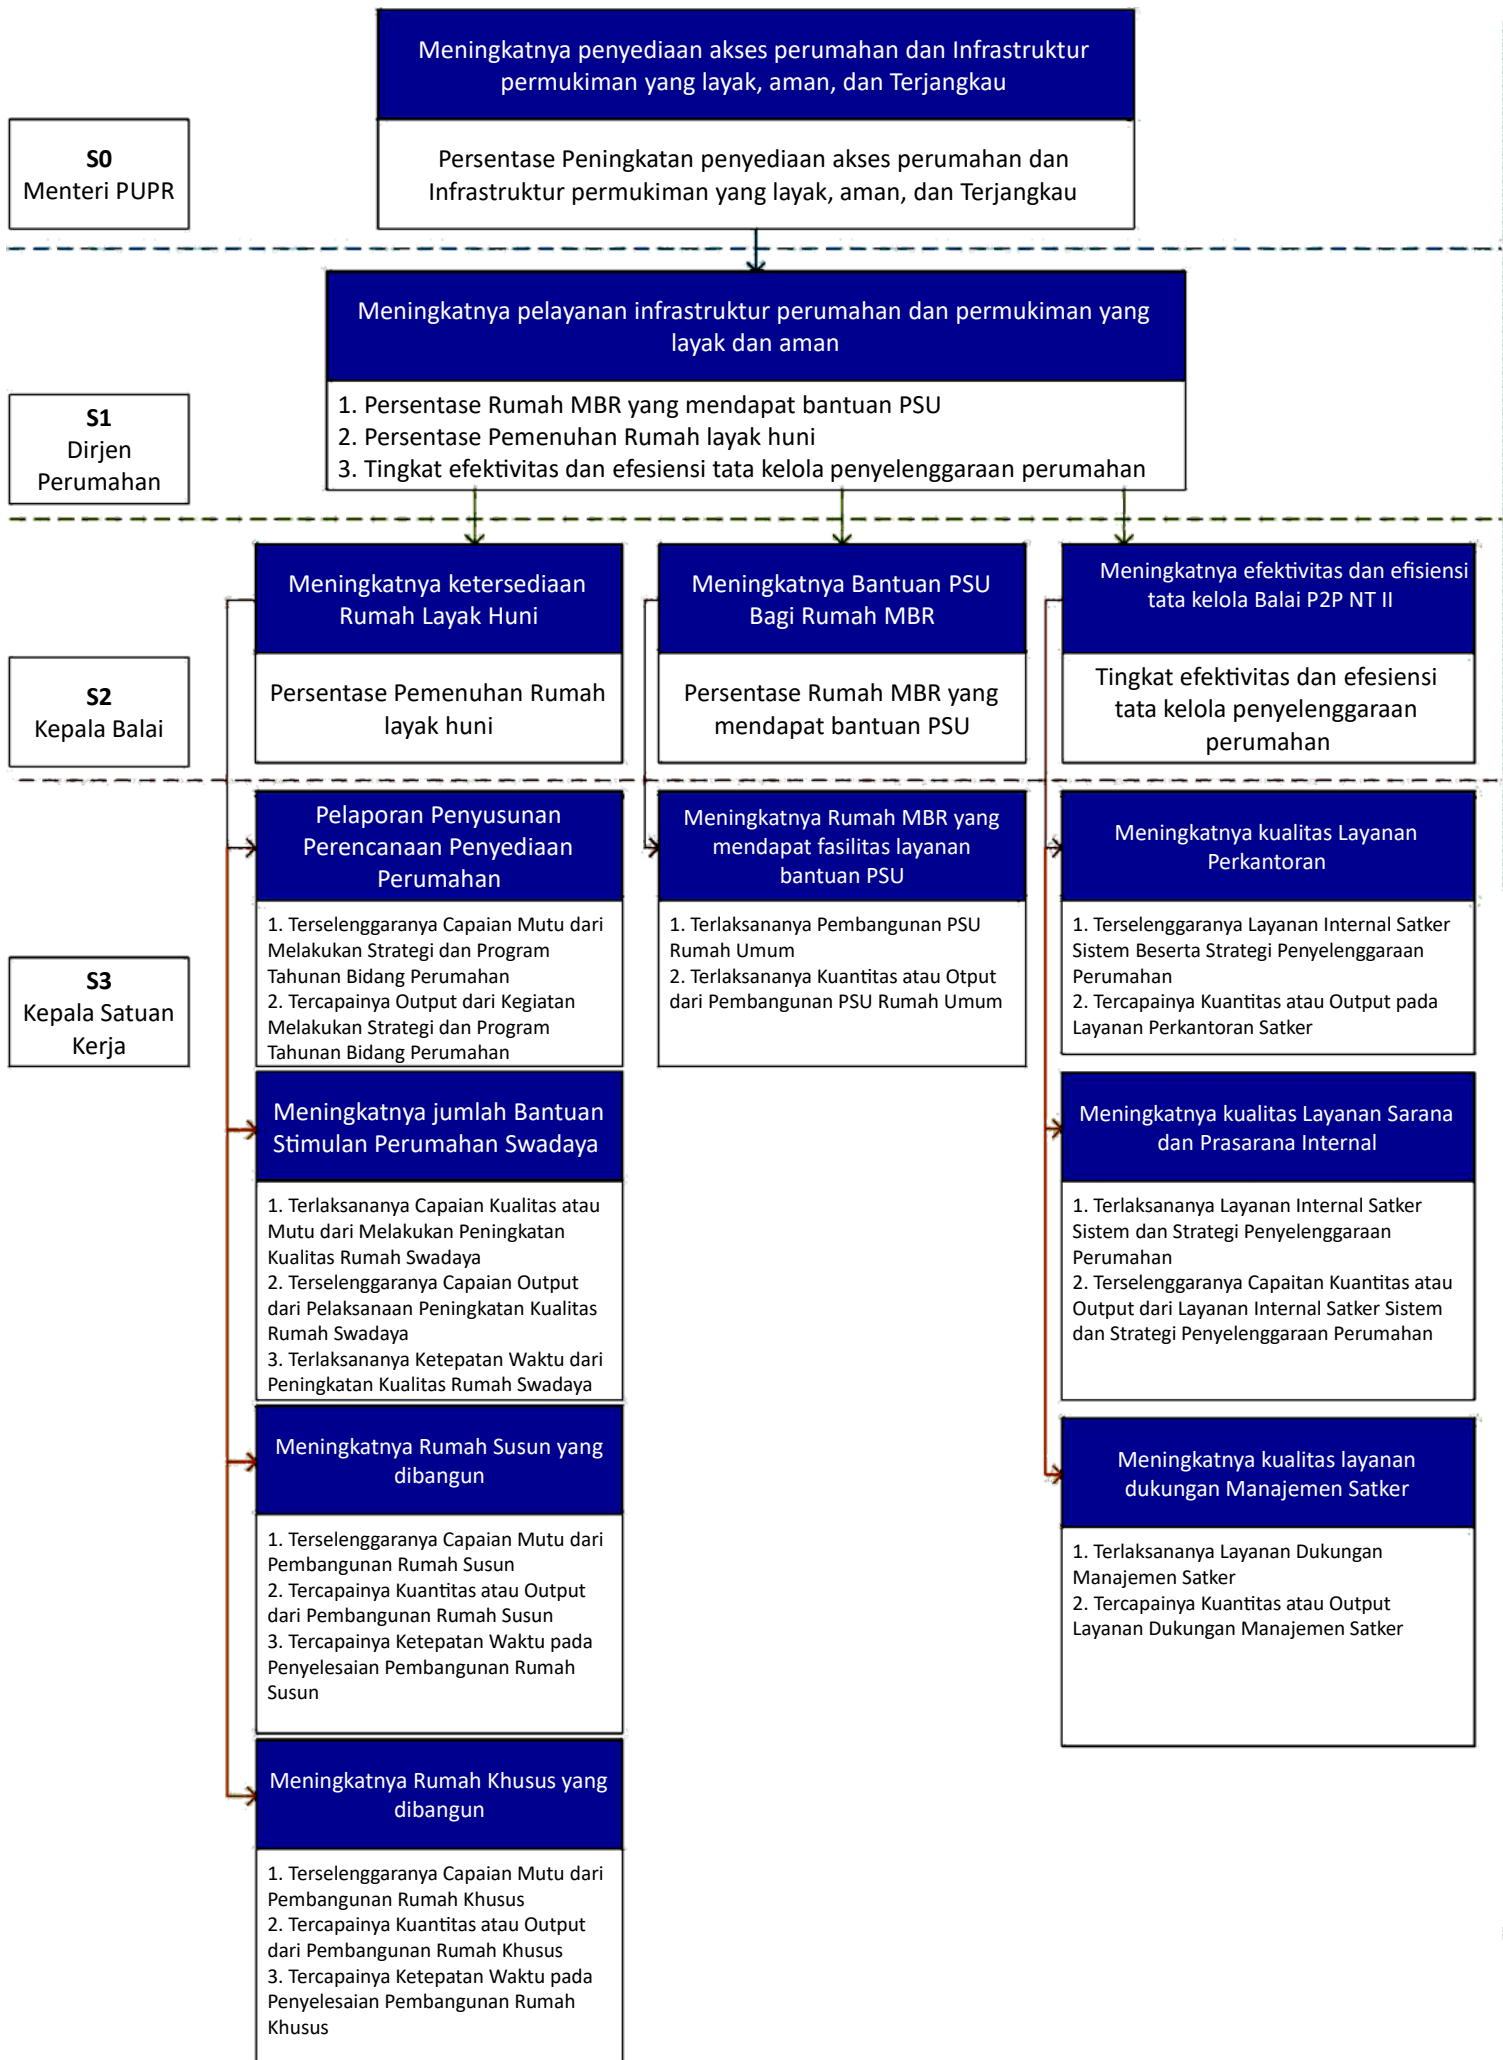 Meningkatnya penyediaan akses perumahan dan Infrastruktur
permukiman yang layak, aman, dan Terjangkau
S0
Menteri PUPR
Persentase Peningkatan penyediaan akses perumahan dan
Infrastruktur permukiman yang layak, aman, dan Terjangkau
Meningkatnya pelayanan infrastruktur perumahan dan permukiman yang
layak dan aman
S1
Dirjen
Perumahan
1. Persentase Rumah MBR yang mendapat bantuan PSU
2. Persentase Pemenuhan Rumah layak huni
3. Tingkat efektivitas dan efesiensi tata kelola penyelenggaraan perumahan
S2
Kepala Balai
Meningkatnya ketersediaan
Rumah Layak Huni
Persentase Pemenuhan Rumah
layak huni
Meningkatnya Bantuan PSU
Bagi Rumah MBR
Persentase Rumah MBR yang
mendapat bantuan PSU
Meningkatnya efektivitas dan efisiensi
tata kelola Balai P2P NT II
Tingkat efektivitas dan efesiensi
tata kelola penyelenggaraan
perumahan
S3
Kepala Satuan
Kerja
Pelaporan Penyusunan
Perencanaan Penyediaan
Perumahan
1. Terselenggaranya Capaian Mutu dari
Melakukan Strategi dan Program
Tahunan Bidang Perumahan
2. Tercapainya Output dari Kegiatan
Melakukan Strategi dan Program
Tahunan Bidang Perumahan
Meningkatnya jumlah Bantuan
Stimulan Perumahan Swadaya
1. Terlaksananya Capaian Kualitas atau
Mutu dari Melakukan Peningkatan
Kualitas Rumah Swadaya
2. Terselenggaranya Capaian Output
dari Pelaksanaan Peningkatan Kualitas
Rumah Swadaya
3. Terlaksananya Ketepatan Waktu dari
Peningkatan Kualitas Rumah Swadaya
Meningkatnya Rumah Susun yang
dibangun
1. Terselenggaranya Capaian Mutu dari
Pembangunan Rumah Susun
2. Tercapainya Kuantitas atau Output
dari Pembangunan Rumah Susun
3. Tercapainya Ketepatan Waktu pada
Penyelesaian Pembangunan Rumah
Susun
Meningkatnya Rumah Khusus yang
dibangun
1. Terselenggaranya Capaian Mutu dari
Pembangunan Rumah Khusus
2. Tercapainya Kuantitas atau Output
dari Pembangunan Rumah Khusus
3. Tercapainya Ketepatan Waktu pada
Penyelesaian Pembangunan Rumah
Khusus
Meningkatnya Rumah MBR yang
mendapat fasilitas layanan
bantuan PSU
1. Terlaksananya Pembangunan PSU
Rumah Umum
2. Terlaksananya Kuantitas atau Otput
dari Pembangunan PSU Rumah Umum
Meningkatnya kualitas Layanan
Perkantoran
1. Terselenggaranya Layanan Internal Satker
Sistem Beserta Strategi Penyelenggaraan
Perumahan
2. Tercapainya Kuantitas atau Output pada
Layanan Perkantoran Satker
Meningkatnya kualitas Layanan Sarana
dan Prasarana Internal
1. Terlaksananya Layanan Internal Satker
Sistem dan Strategi Penyelenggaraan
Perumahan
2. Terselenggaranya Capaitan Kuantitas atau
Output dari Layanan Internal Satker Sistem
dan Strategi Penyelenggaraan Perumahan
Meningkatnya kualitas layanan
dukungan Manajemen Satker
1. Terlaksananya Layanan Dukungan
Manajemen Satker
2. Tercapainya Kuantitas atau Output
Layanan Dukungan Manajemen Satker